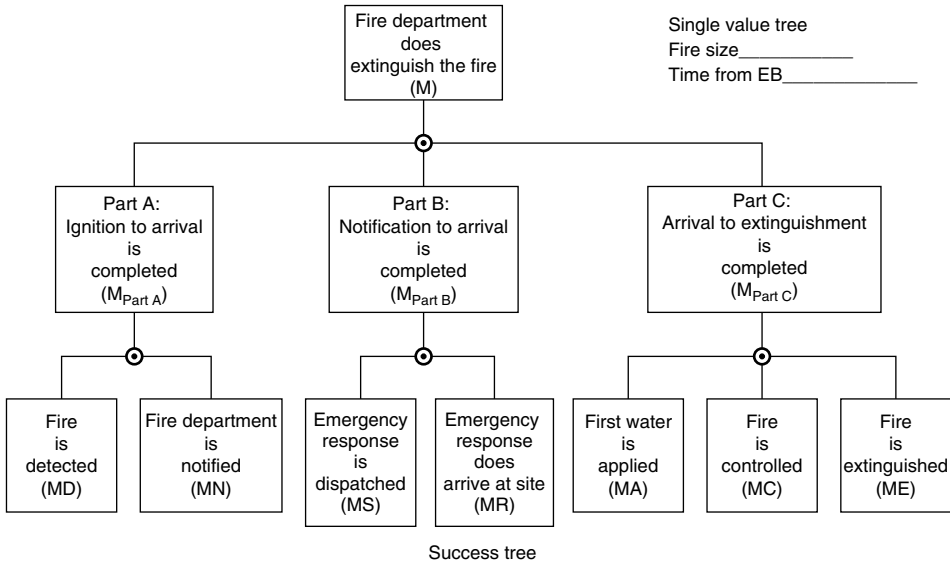 Fire department
does
extinguish the fire
(M)
Single value tree
Fire size___________
Time from EB_____________
Part A:
Ignition to arrival
is
completed
(MPart A)
Part B:
Notification to arrival
is
completed
(MPart B)
Part C:
Arrival to extinguishment
is
completed
(MPart C)
Fire
is
detected
(MD)
Fire department
is
notified
(MN)
Emergency
response
is
dispatched
(MS)
Emergency
response
does
arrive at site
(MR)
First water
is
applied
(MA)
Fire
is
controlled
(MC)
Fire
is
extinguished
(ME)
Success tree